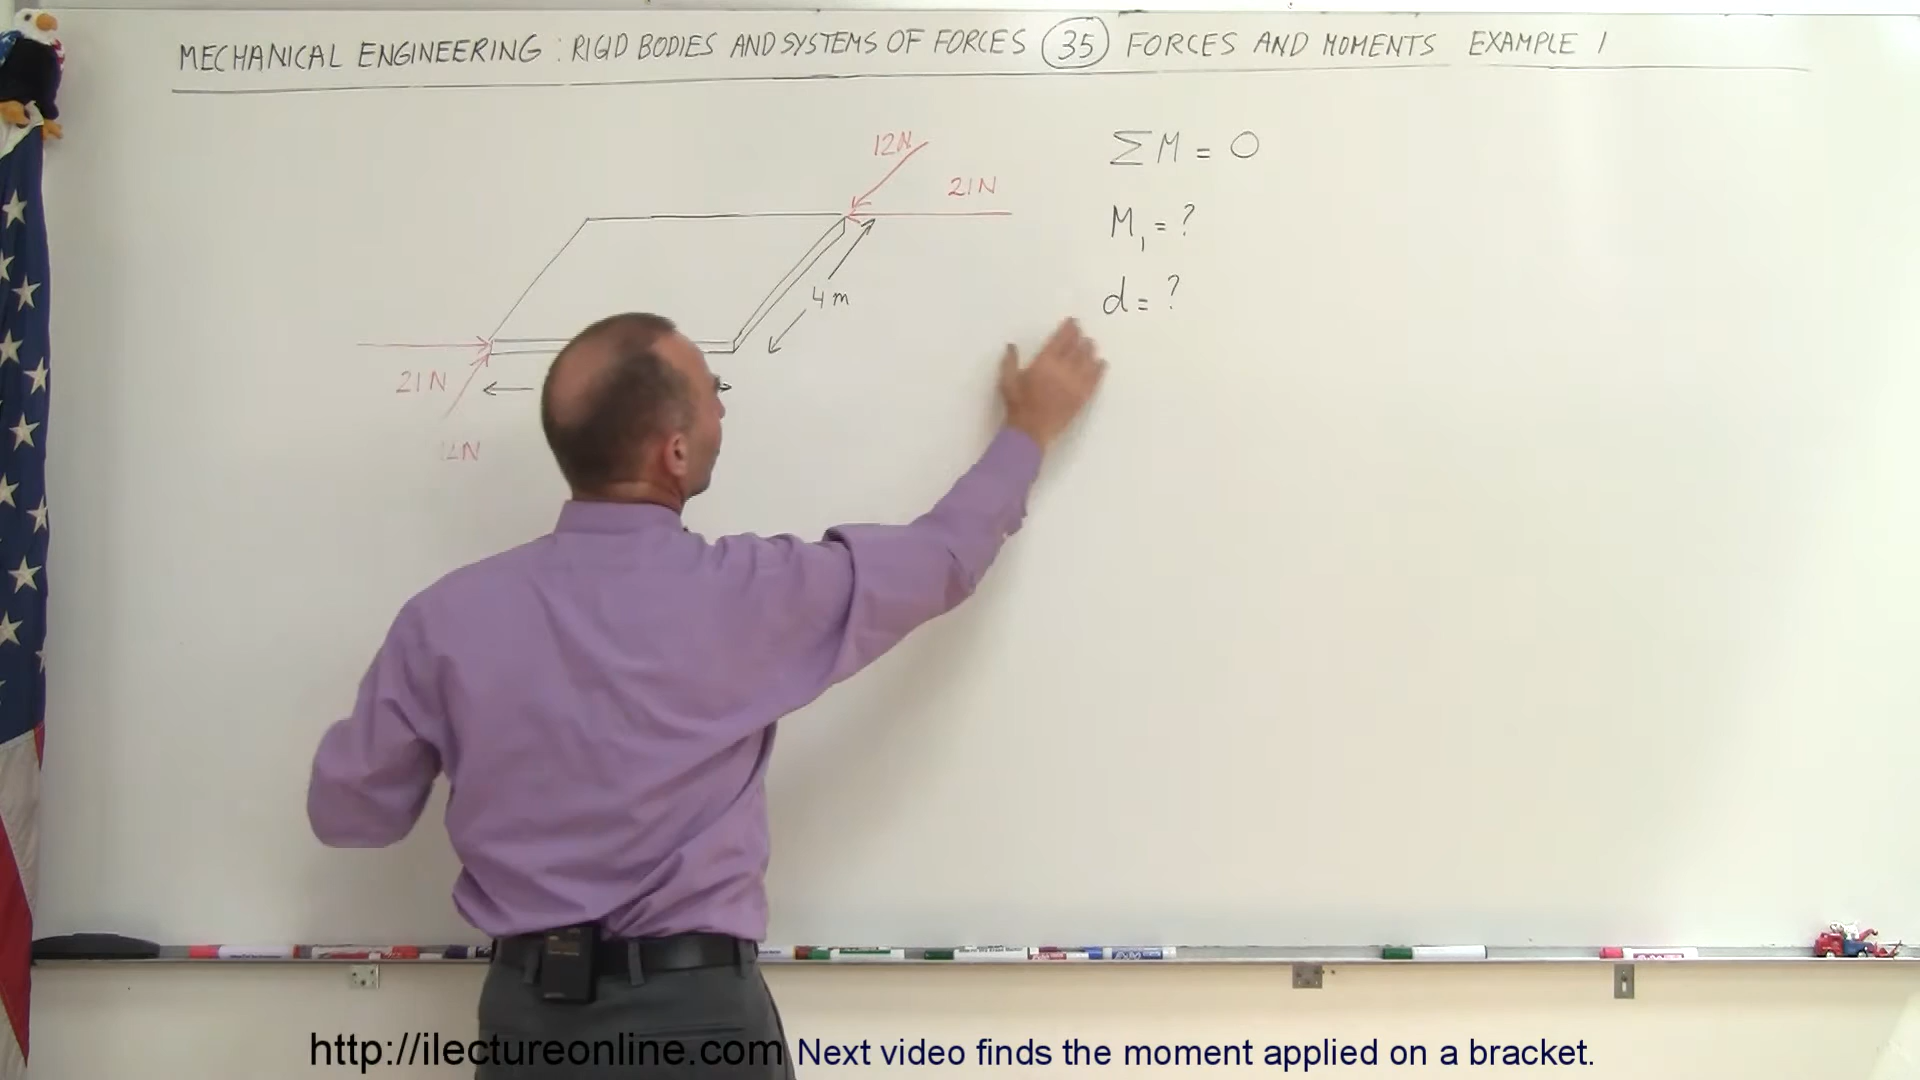 MECHANICAL ENGINEERING : RIGID BODIES AND SYSTEMS OF FORCES 35 FORCES AND MOMENTS EXAMPLE 1
12N
21N
ΣM = 0
M₁ = ?
d = ?
4 m
21N
12N
http://ilectureonline.com Next video finds the moment applied on a bracket.